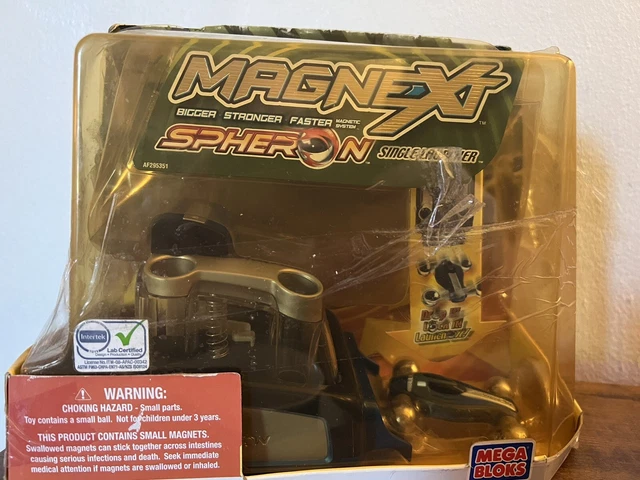 MAGNEXT™
BIGGER STRONGER FASTER MAGNETIC SYSTEM
SPHERON SINGLE LAUNCHER
AF295351
Intertek
Lab Certified
WARNING:
CHOKING HAZARD - Small parts.
Toy contains a small ball. Not for children under 3 years.
THIS PRODUCT CONTAINS SMALL MAGNETS.
Swallowed magnets can stick together across intestines
causing serious infections and death. Seek immediate
medical attention if magnets are swallowed or inhaled.
MEGA
BLOKS